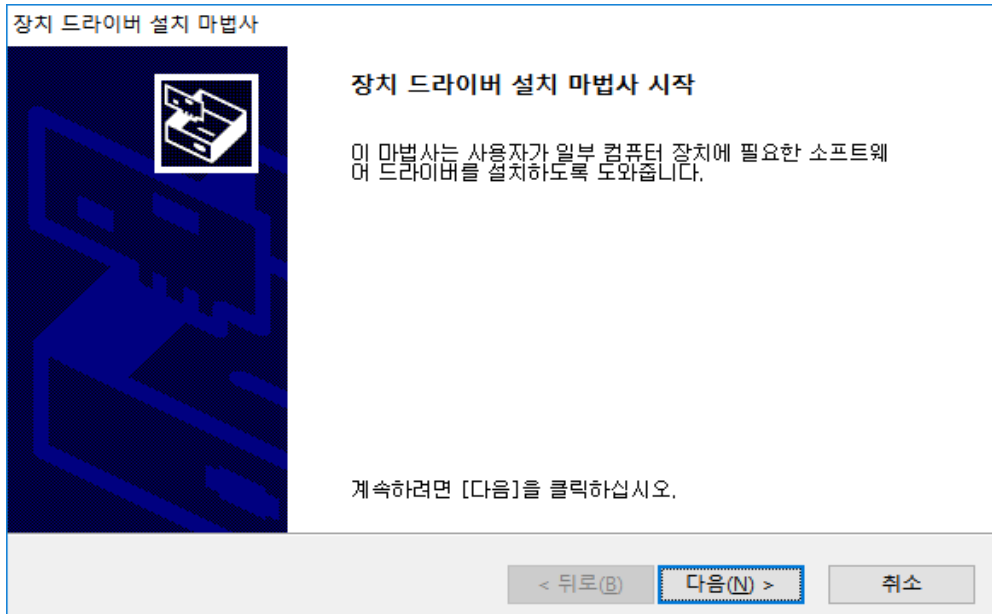 장치 드라이버 설치 마법사
장치 드라이버 설치 마법사 시작
이 마법사는 사용자가 일부 컴퓨터 장치에 필요한 소프트웨
어 드라이버를 설치하도록 도와줍니다.
계속하려면 [다음]을 클릭하십시오.
< 뒤로(B) 다음(N) > 취소